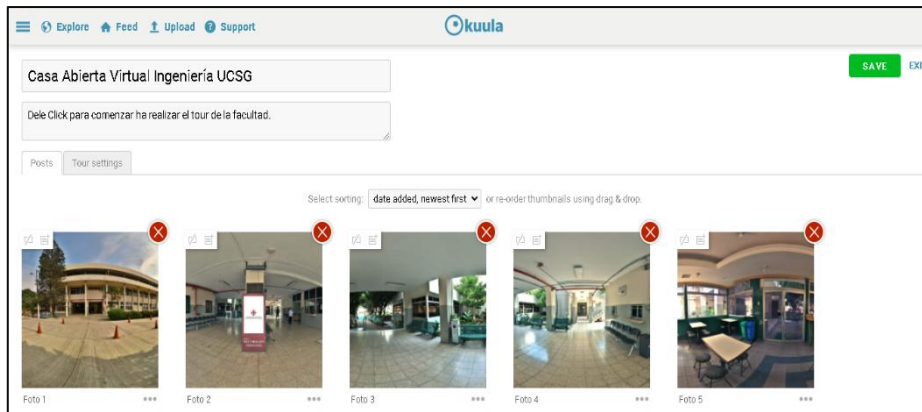 Explore Feed Upload Support
kuula
Casa Abierta Virtual Ingeniería UCSG
SAVE EXI
Dele Click para comenzar ha realizar el tour de la facultad.
Posts Tour settings
Select sorting: date added, newest first or re-order thumbnails using drag & drop.
Foto 1 Foto 2 Foto 3 Foto 4 Foto 5